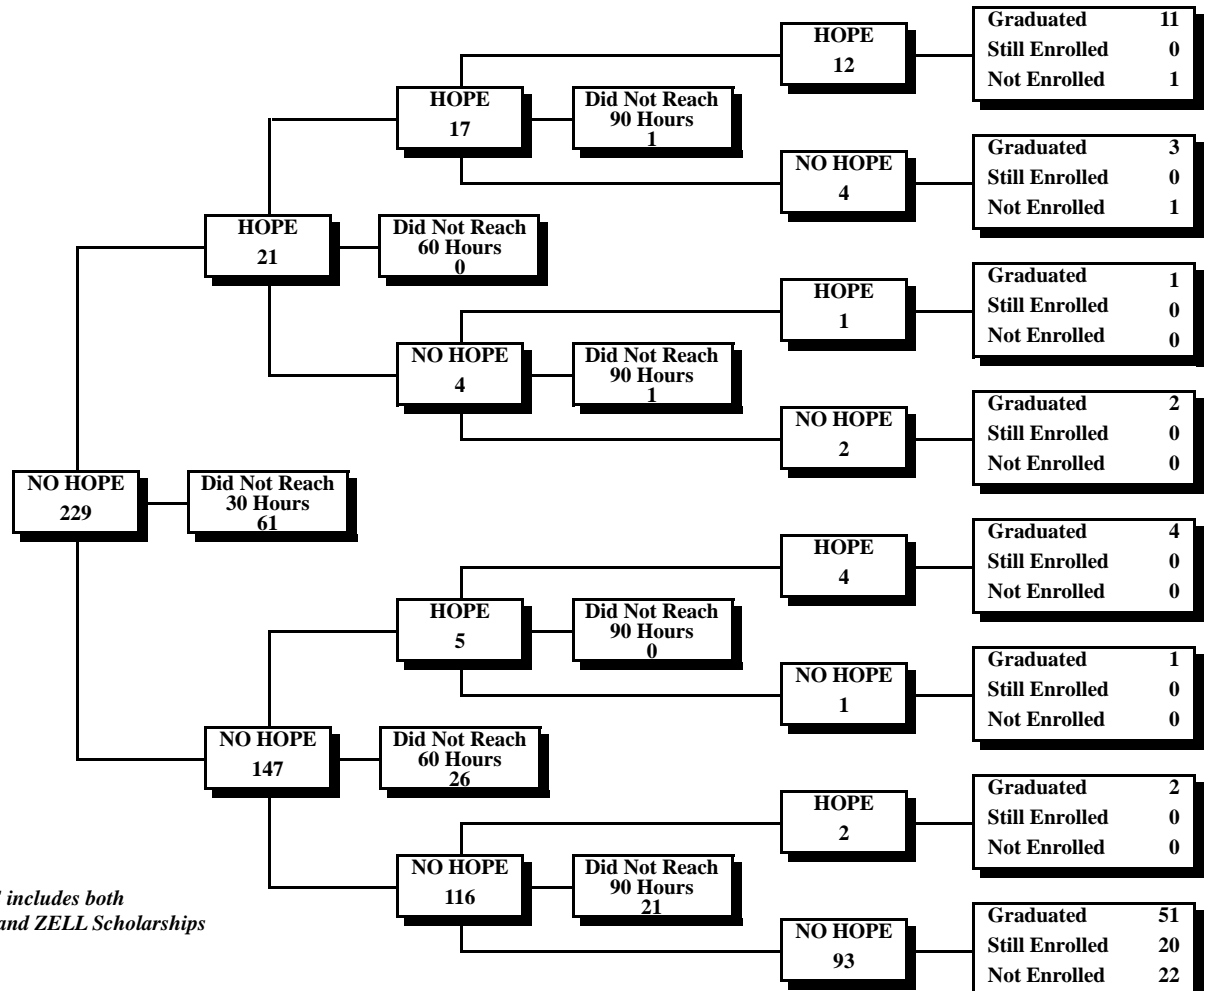 Graduated 11
Still Enrolled 0
Not Enrolled 1
HOPE
12
HOPE
17
Did Not Reach
90 Hours
1
NO HOPE
4
Graduated 3
Still Enrolled 0
Not Enrolled 1
HOPE
21
Did Not Reach
60 Hours
0
HOPE
1
Graduated 1
Still Enrolled 0
Not Enrolled 0
NO HOPE
4
Did Not Reach
90 Hours
1
NO HOPE
2
Graduated 2
Still Enrolled 0
Not Enrolled 0
NO HOPE
229
Did Not Reach
30 Hours
61
HOPE
4
Graduated 4
Still Enrolled 0
Not Enrolled 0
HOPE
5
Did Not Reach
90 Hours
0
NO HOPE
1
Graduated 1
Still Enrolled 0
Not Enrolled 0
NO HOPE
147
Did Not Reach
60 Hours
26
HOPE
2
Graduated 2
Still Enrolled 0
Not Enrolled 0
NO HOPE
116
Did Not Reach
90 Hours
21
NO HOPE
93
Graduated 51
Still Enrolled 20
Not Enrolled 22
includes both
and ZELL Scholarships